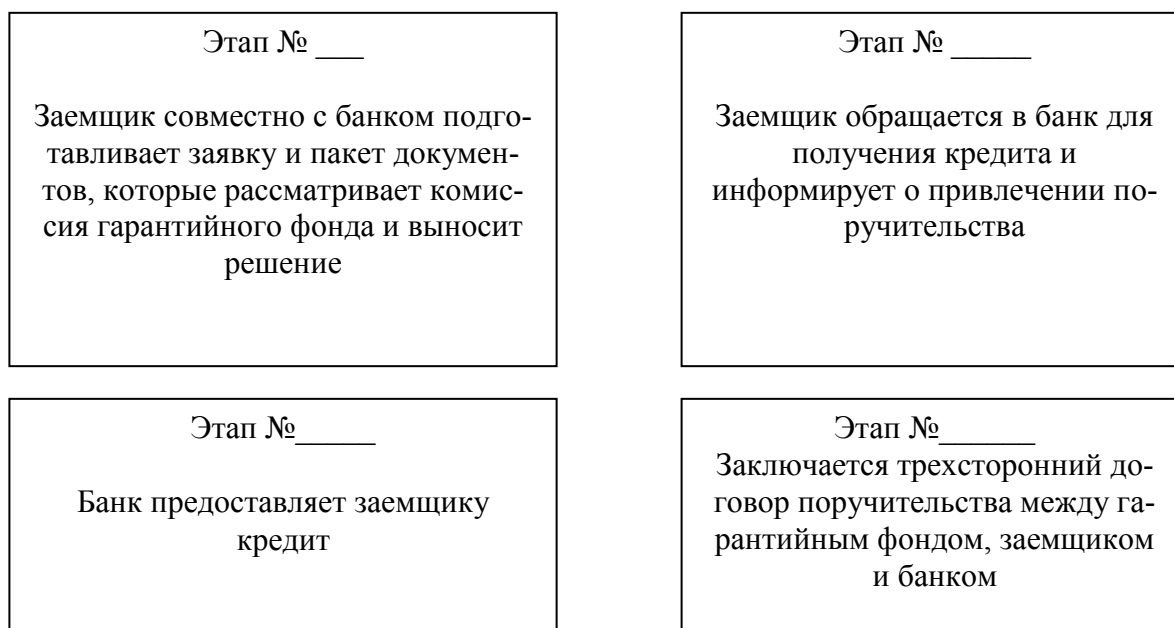 Этап № ___
Заемщик совместно с банком подго-
тавливает заявку и пакет докумен-
тов, которые рассматривает комис-
сия гарантийного фонда и выносит
решение
Этап № _____
Заемщик обращается в банк для
получения кредита и
информирует о привлечении по-
ручительства
Этап №_____
Банк предоставляет заемщику
кредит
Этап №______
Заключается трехсторонний до-
говор поручительства между га-
рантийным фондом, заемщиком
и банком